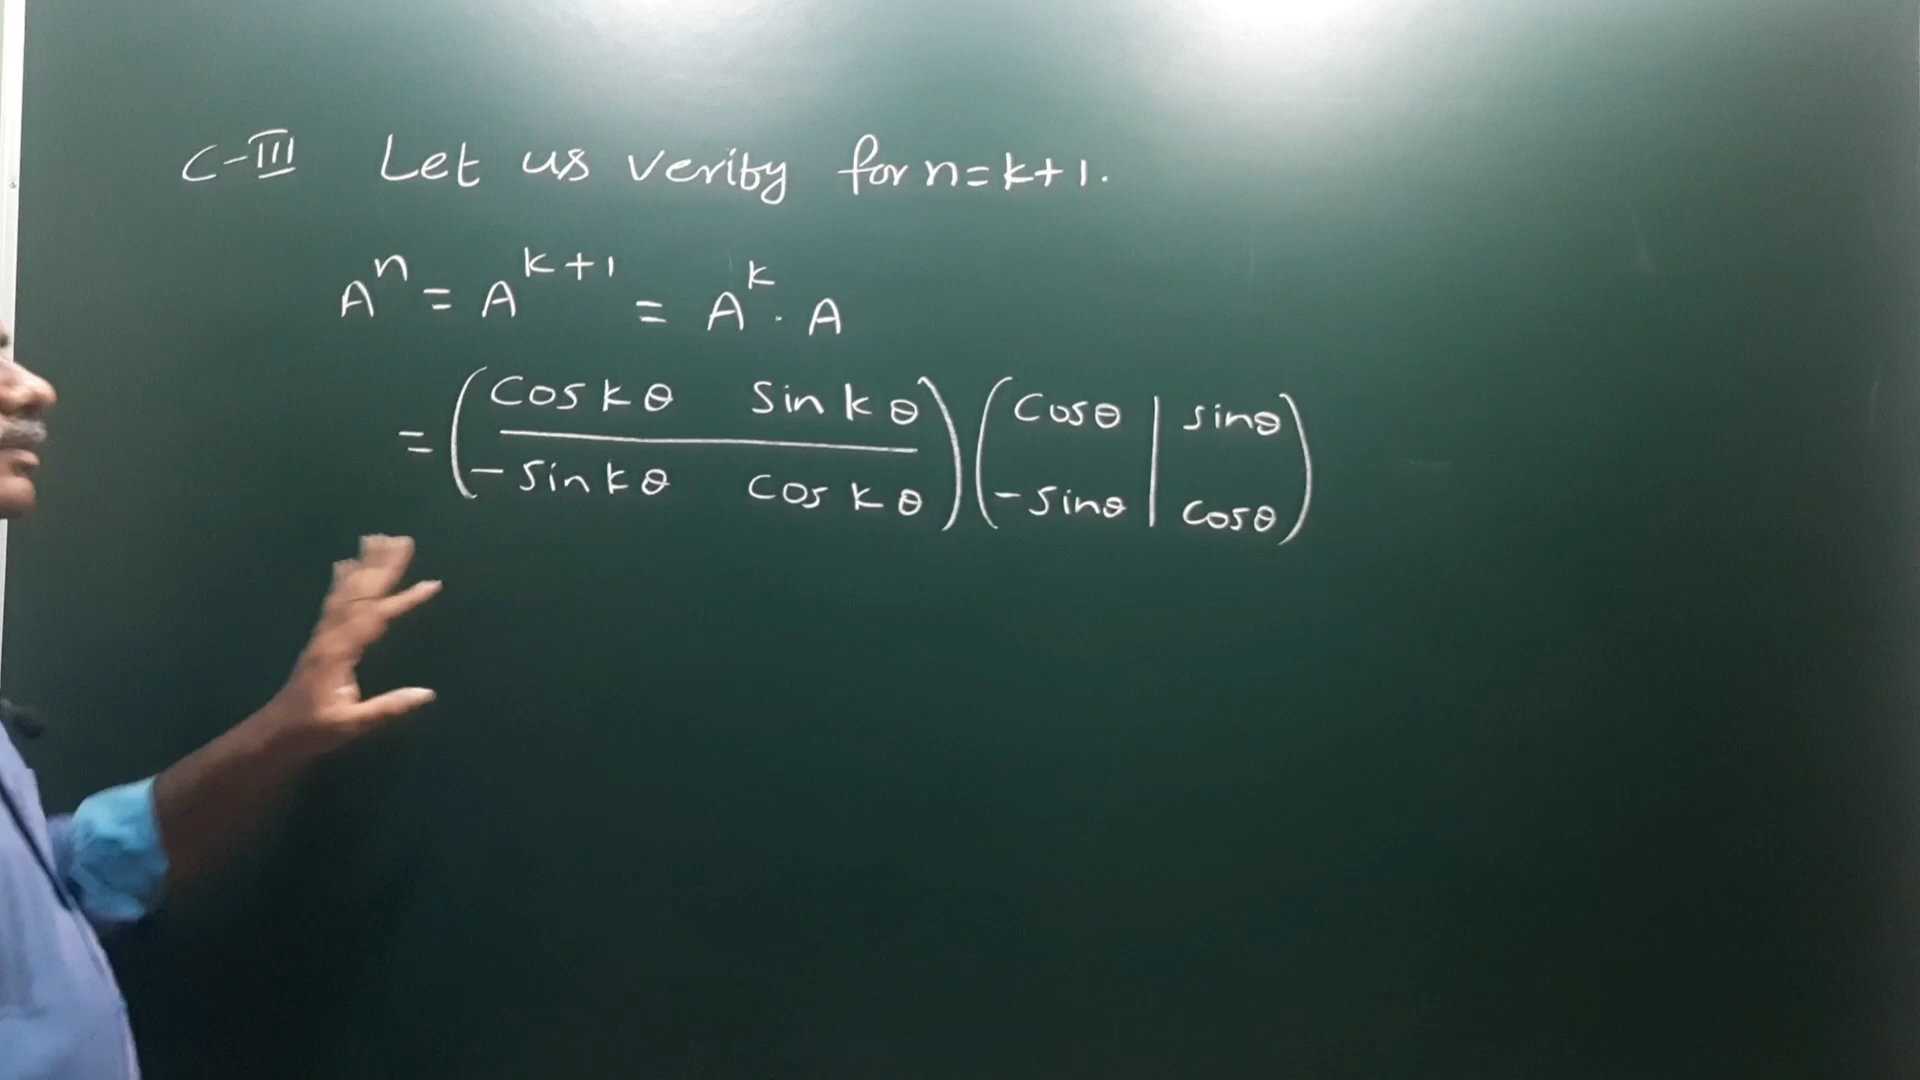 C-III Let us verify for n=k+1.
Aⁿ = A^{k+1} = A^k . A
= ( Cos kθ Sin kθ ) ( Cosθ | sinθ )
( - Sin kθ Cos kθ ) ( - Sinθ | Cosθ )